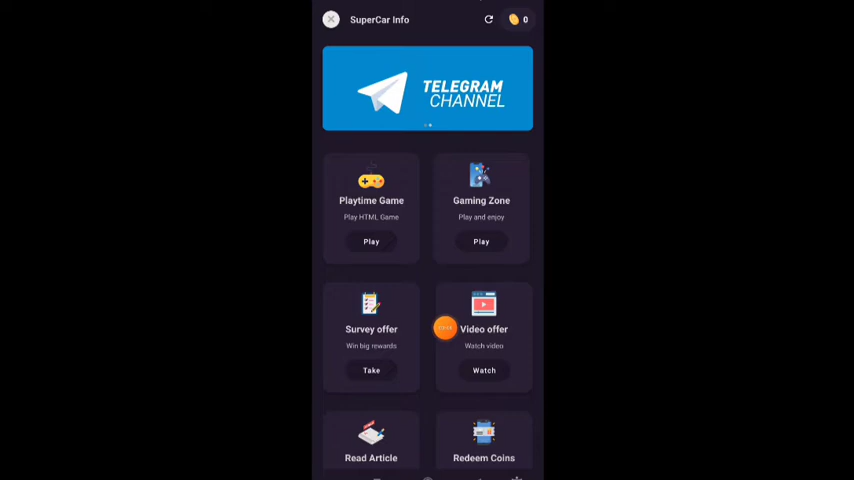 SuperCar Info
0
TELEGRAM
CHANNEL
Playtime Game
Play HTML Game
Play
Gaming Zone
Play and enjoy
Play
Survey offer
Win big rewards
Take
Video offer
Watch video
Watch
Read Article
Redeem Coins